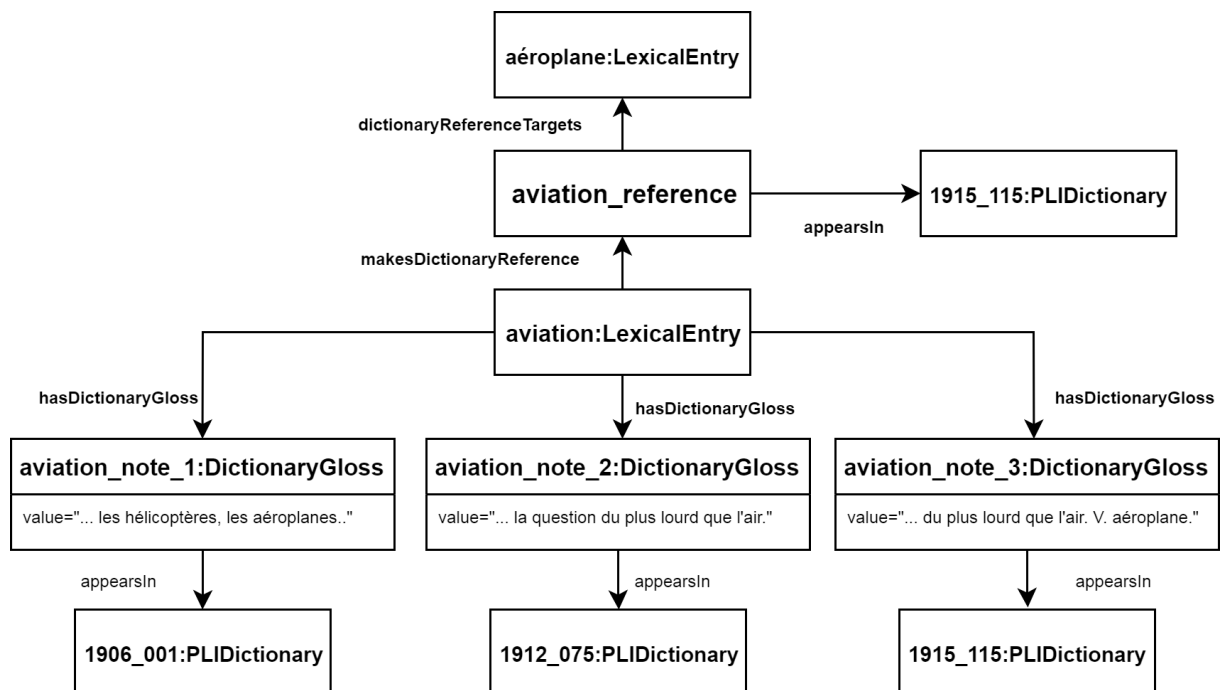 aéroplane:LexicalEntry
dictionaryReferenceTargets
aviation_reference
1915_115:PLIDictionary
appearsIn
makesDictionaryReference
aviation:LexicalEntry
hasDictionaryGloss
hasDictionaryGloss
hasDictionaryGloss
aviation_note_1:DictionaryGloss
aviation_note_2:DictionaryGloss
aviation_note_3:DictionaryGloss
value="... les hélicoptères, les aéroplanes.."
value="... la question du plus lourd que l'air."
value="... du plus lourd que l'air. V. aéroplane."
appearsIn
appearsIn
appearsIn
1906_001:PLIDictionary
1912_075:PLIDictionary
1915_115:PLIDictionary